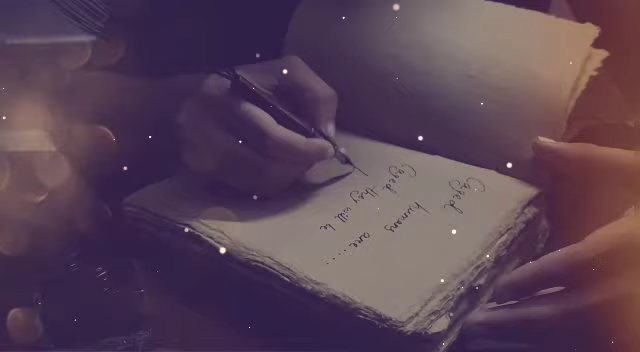 Caged humans are.....
Caged they will be